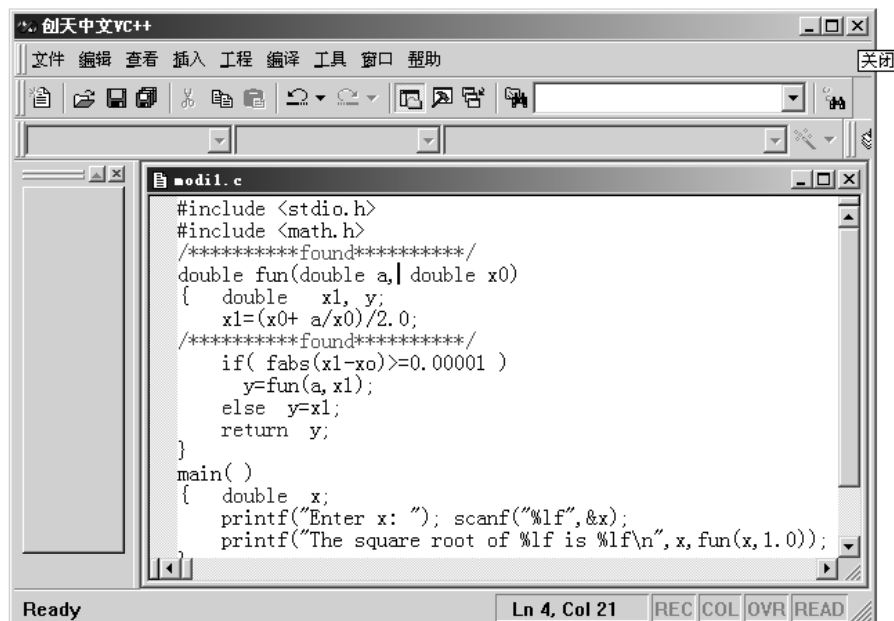 创天中文VC++
文件 编辑 查看 插入 工程 编译 工具 窗口 帮助
关闭
modi1.c
#include <stdio.h>
#include <math.h>
/**********found**********/
double fun(double a, double x0)
{   double   x1, y;
    x1=(x0+ a/x0)/2.0;
/**********found**********/
    if( fabs(x1-xo)>=0.00001 )
      y=fun(a,x1);
    else  y=x1;
    return  y;
}
main( )
{   double  x;
    printf("Enter x: "); scanf("%lf",&x);
    printf("The square root of %lf is %lf\n",x,fun(x,1.0));
}
Ready Ln 4, Col 21 REC COL OVR READ